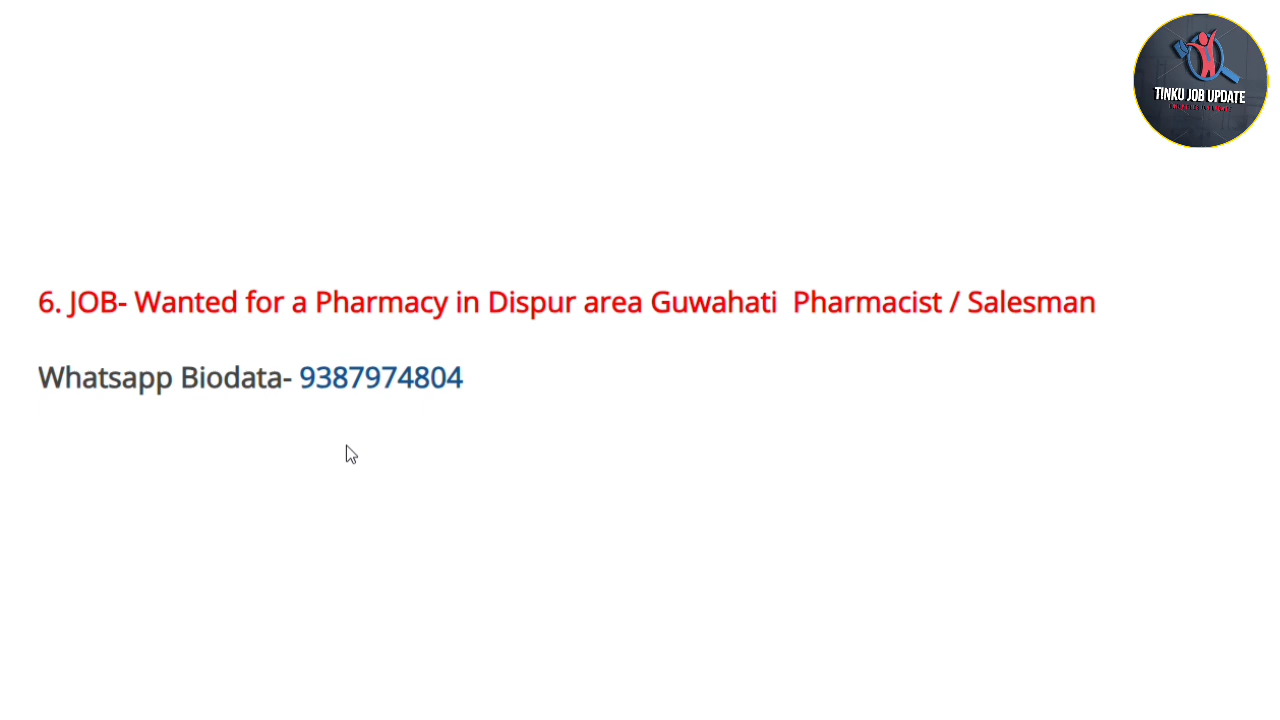 TINKU JOB UPDATE
6. JOB- Wanted for a Pharmacy in Dispur area Guwahati  Pharmacist / Salesman
Whatsapp Biodata- 9387974804